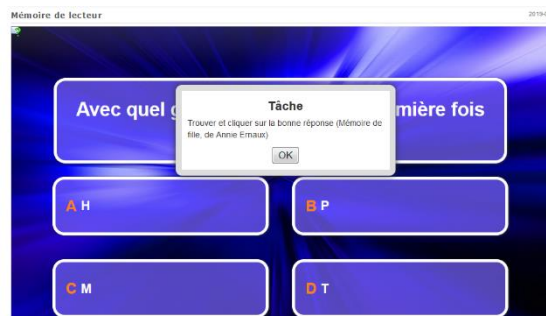 Mémoire de lecteur
2019-
Avec quel
mière fois
Tâche
Trouver et cliquer sur la bonne réponse (Mémoire de
fille, de Annie Ernaux)
OK
A H
B P
C M
D T